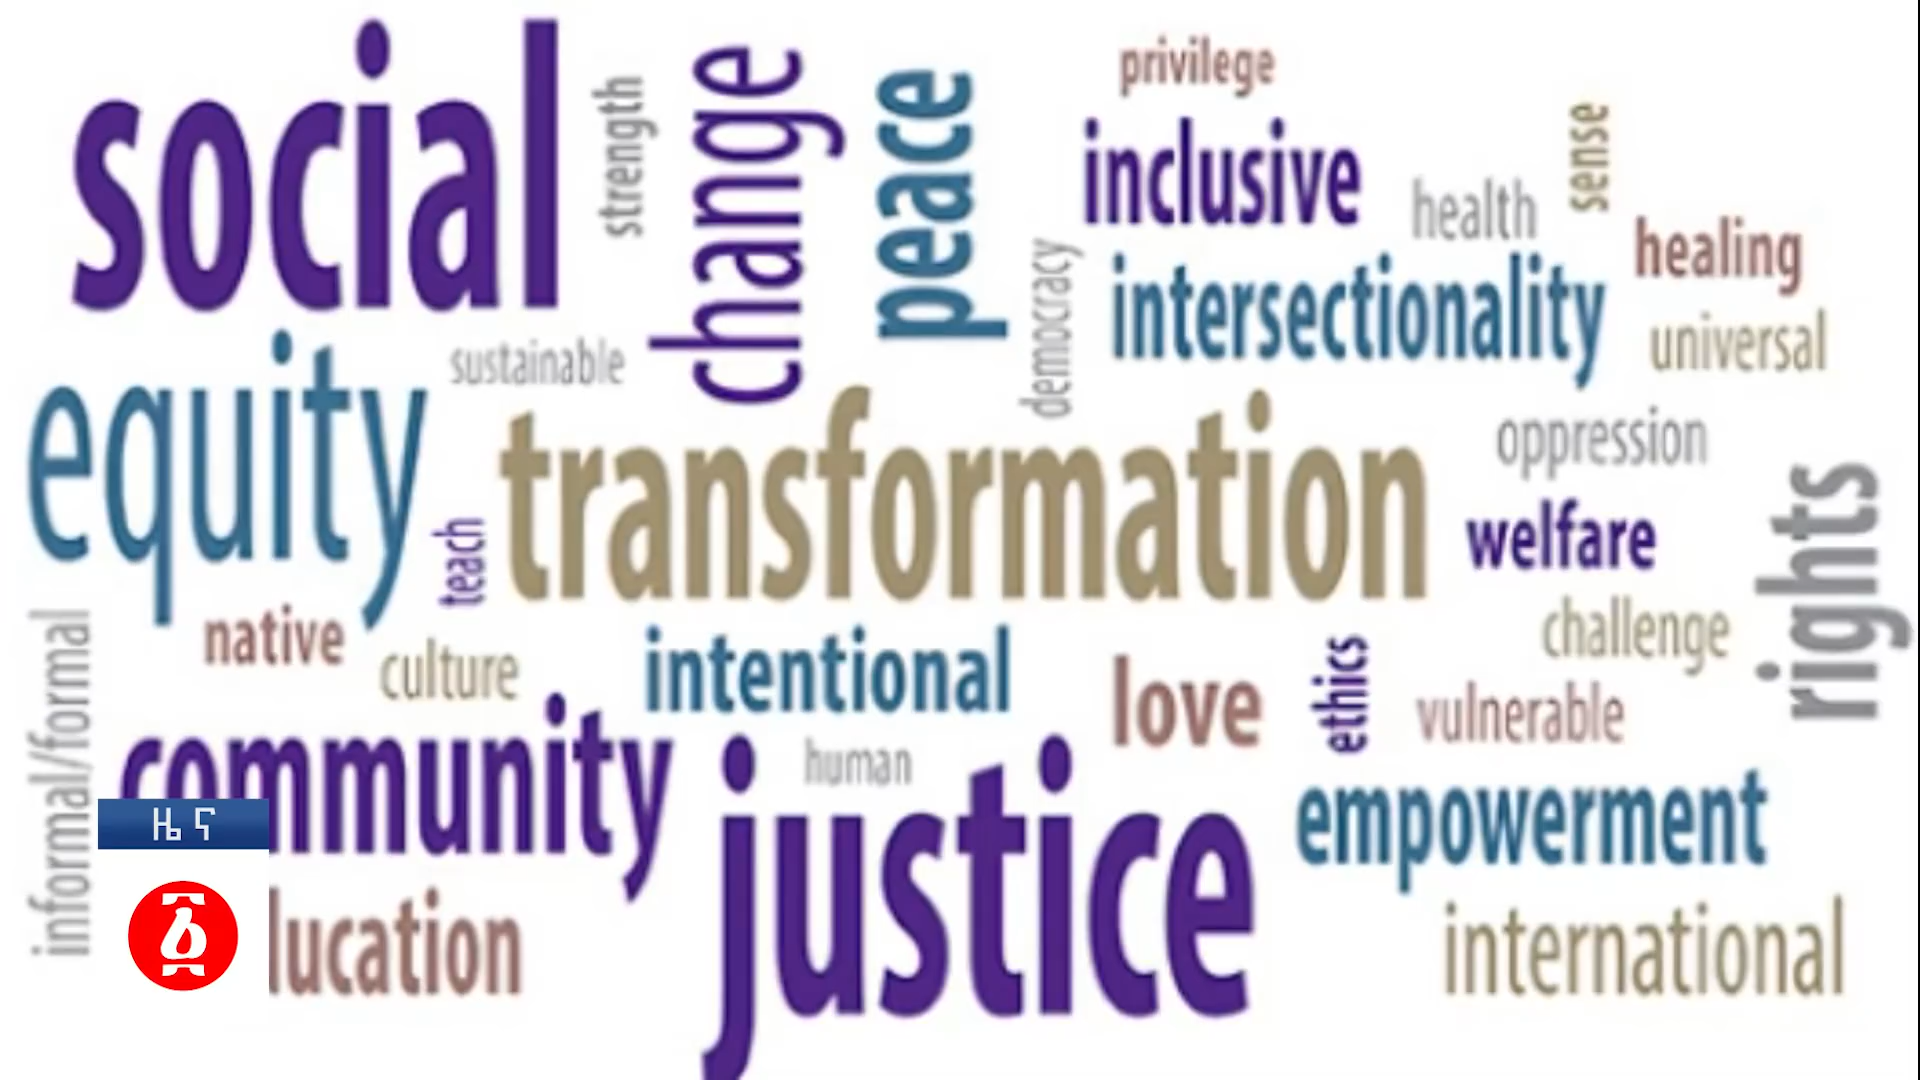 social
strength
change
peace
privilege
inclusive
health
sense
healing
democracy
intersectionality
universal
equity
sustainable
transformation
oppression
teach
welfare
rights
native
culture
intentional
love
ethics
challenge
vulnerable
informal/formal
community
human
justice
empowerment
ዜና
lucation
international